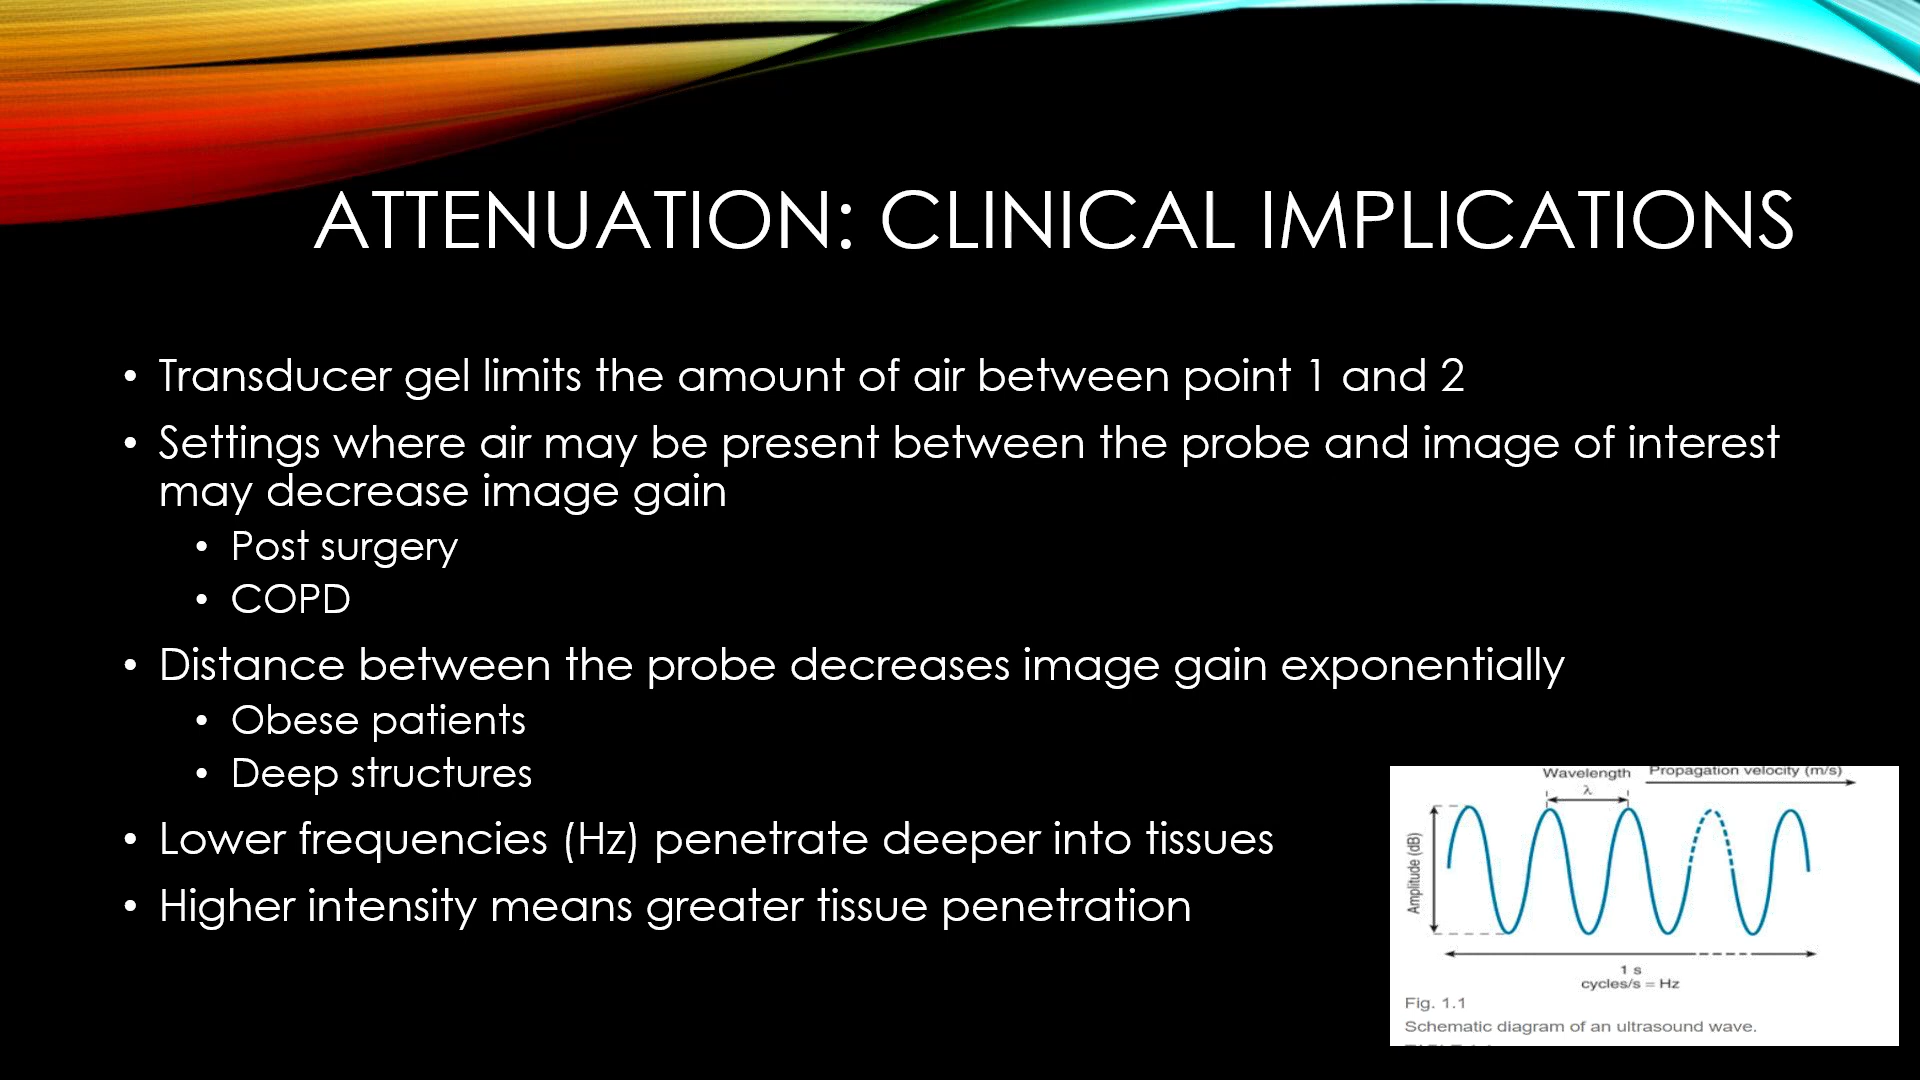 ATTENUATION: CLINICAL IMPLICATIONS
• Transducer gel limits the amount of air between point 1 and 2
• Settings where air may be present between the probe and image of interest
may decrease image gain
• Post surgery
• COPD
• Distance between the probe decreases image gain exponentially
• Obese patients
• Deep structures
• Lower frequencies (Hz) penetrate deeper into tissues
• Higher intensity means greater tissue penetration
Wavelength
Propagation velocity (m/s)
λ
Amplitude (dB)
1 s
cycles/s = Hz
Fig. 1.1
Schematic diagram of an ultrasound wave.